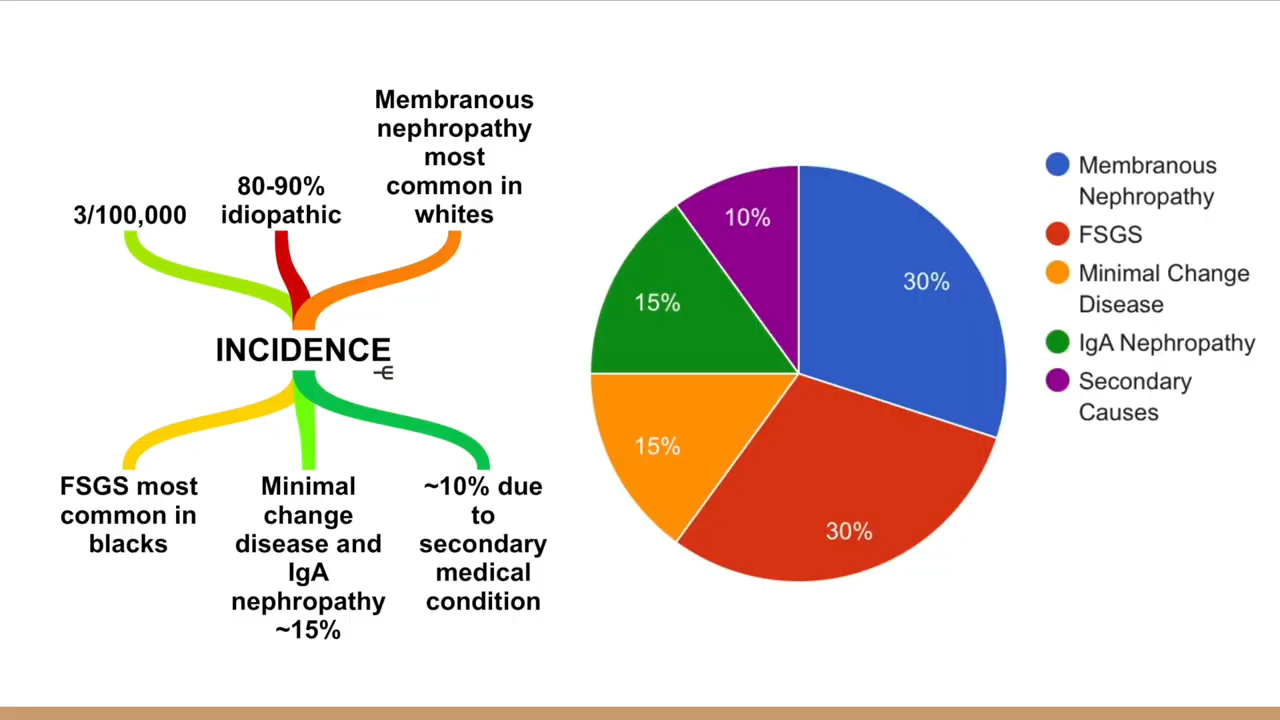 Membranous
nephropathy
most
common in
whites
80-90%
idiopathic
3/100,000
INCIDENCE
FSGS most
common in
blacks
Minimal
change
disease and
IgA
nephropathy
~15%
~10% due
to
secondary
medical
condition
10%
30%
15%
15%
30%
Membranous
Nephropathy
FSGS
Minimal Change
Disease
IgA Nephropathy
Secondary
Causes